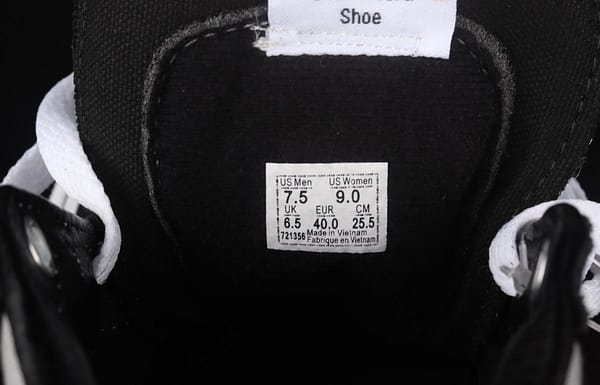 Shoe
US Men US Women
7.5 9.0
UK EUR CM
6.5 40.0 25.5
721356 Made in Vietnam
Fabrique en Vietnam